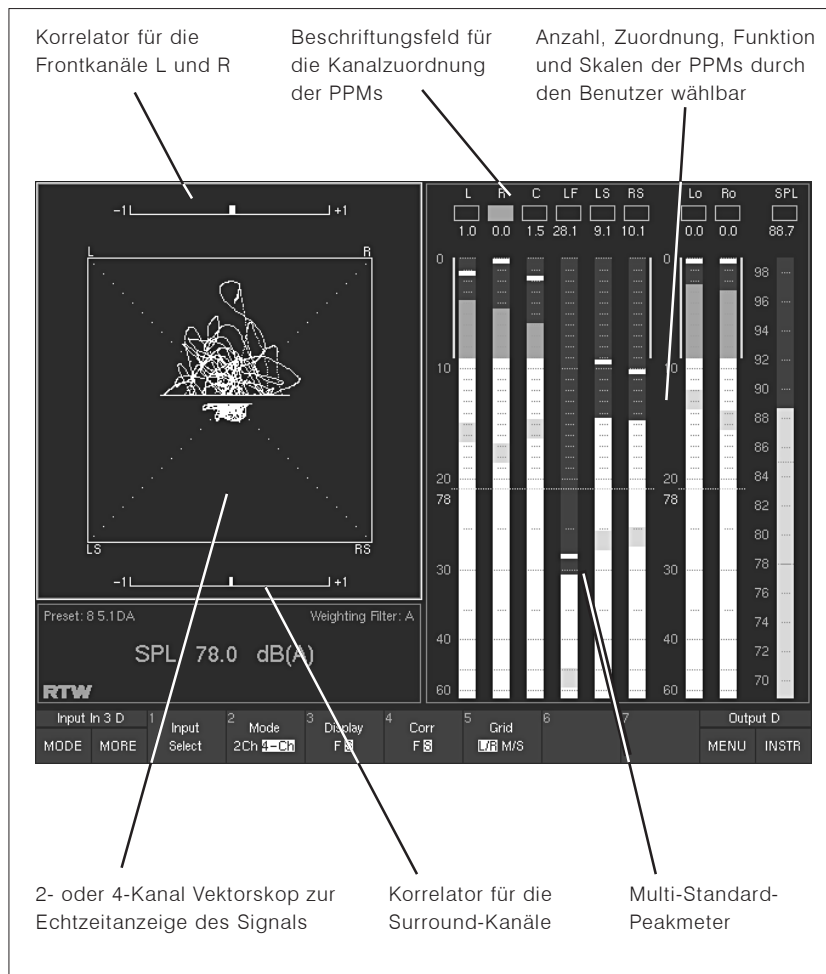 Korrelator für die
Frontkanäle L und R
Beschriftungsfeld für
die Kanalzuordnung
der PPMs
Anzahl, Zuordnung, Funktion
und Skalen der PPMs durch
den Benutzer wählbar
-1 +1
L R
LS RS
-1 +1
L R C LF LS RS Lo Ro SPL
1.0 0.0 1.5 28.1 9.1 10.1 0.0 0.0 88.7
0 0
98
96
94
92
10 10
90
88
86
84
20 20
78 78
82
80
78
30 30
76
74
40 40
72
70
60 60
Preset: 8 5.1DA Weighting Filter: A
SPL 78.0 dB(A)
RTW
Input In 3 D 1 2 3 4 5 6 7 Output D
MODE MORE Input Select Mode 2Ch 4-Ch Display F S Corr F S Grid L/R M/S MENU INSTR
2- oder 4-Kanal Vektorskop zur
Echtzeitanzeige des Signals
Korrelator für die
Surround-Kanäle
Multi-Standard-
Peakmeter